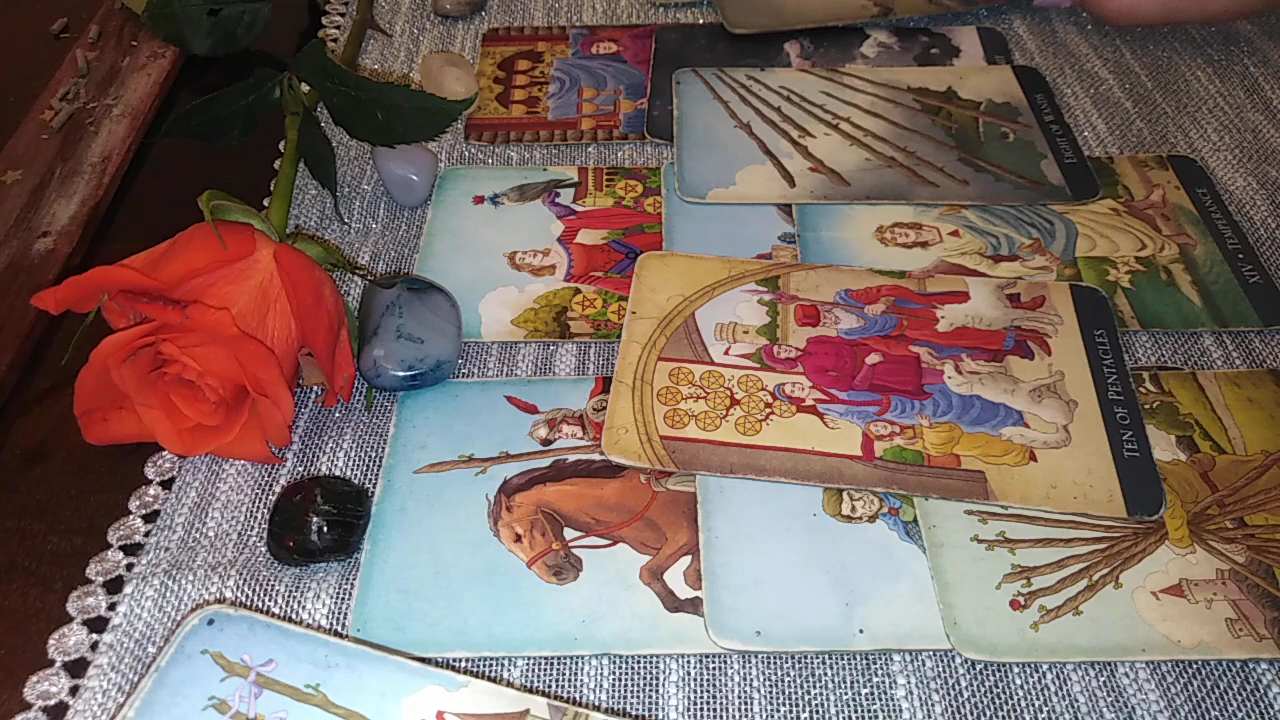 EIGHT OF WANDS
XIV • TEMPERANCE
TEN OF PENTACLES